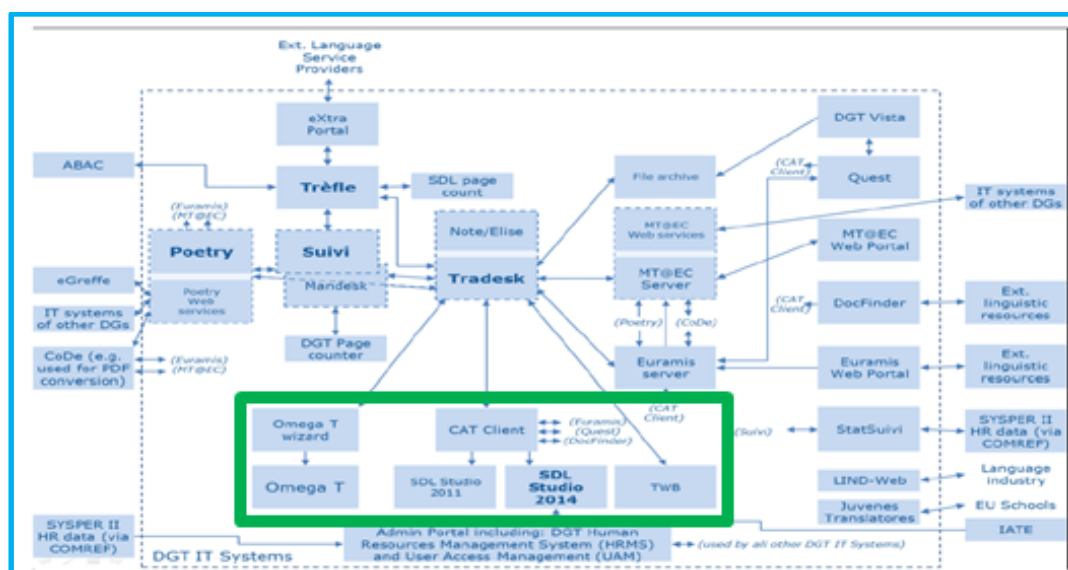 Ext. Language
Service
Providers
eXtra
Portal
DGT Vista
ABAC
Trèfle
SDL page
count
File archive
(CAT
Client)
Quest
(Euramis)
(MT@EC)
Note/Elise
MT@EC
Web services
IT systems
of other DGs
Poetry
Suivi
Tradesk
MT@EC
Server
MT@EC
Web Portal
eGreffe
Poetry
Web
services
Mandesk
(CAT
Client)
DocFinder
Ext.
linguistic
resources
IT systems
of other DGs
(Poetry)
(CoDe)
DGT Page
counter
CoDe (e.g.
used for PDF
conversion)
(Euramis)
(MT@EC)
Euramis
server
Euramis
Web Portal
Ext.
linguistic
resources
(CAT
Client)
Omega T
wizard
CAT Client
(Euramis)
(Quest)
(DocFinder)
(Suivi)
StatSuivi
SYSPER II
HR data (via
COMREF)
Omega T
SDL Studio
2011
SDL
Studio
2014
TWB
LIND-Web
Language
industry
Juvenes
Translatores
EU Schools
SYSPER II
HR data (via
COMREF)
DGT IT Systems
Admin Portal including: DGT Human
Resources Management System (HRMS)
and User Access Management (UAM)
(used by all other DGT IT Systems)
IATE